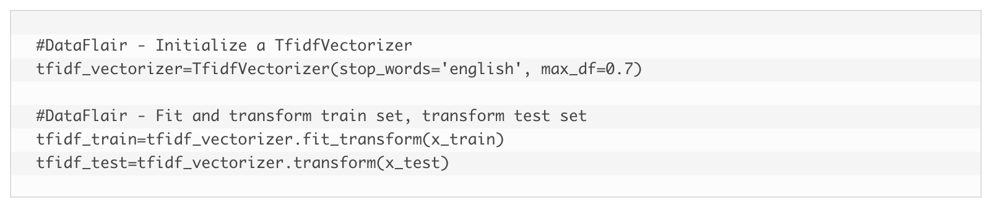 #DataFlair - Initialize a TfidfVectorizer
tfidf_vectorizer=TfidfVectorizer(stop_words='english', max_df=0.7)
#DataFlair - Fit and transform train set, transform test set
tfidf_train=tfidf_vectorizer.fit_transform(x_train)
tfidf_test=tfidf_vectorizer.transform(x_test)